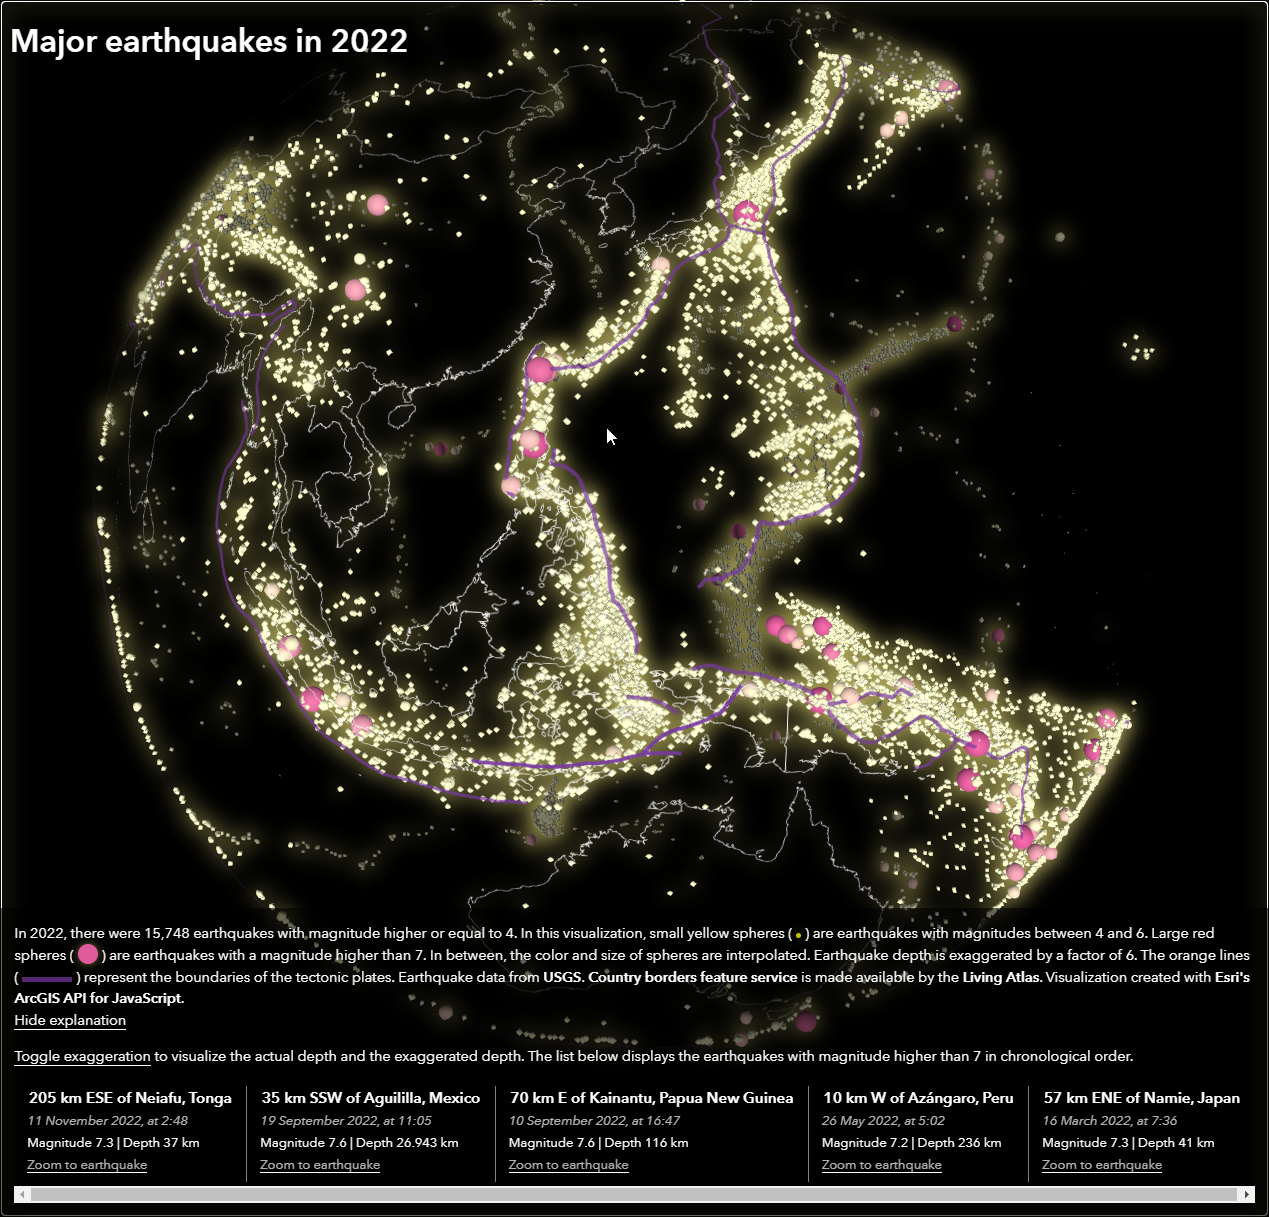 Major earthquakes in 2022
In 2022, there were 15,748 earthquakes with magnitude higher or equal to 4. In this visualization, small yellow spheres ( ) are earthquakes with magnitudes between 4 and 6. Large red
spheres ( ) are earthquakes with a magnitude higher than 7. In between, the color and size of spheres are interpolated. Earthquake depth is exaggerated by a factor of 6. The orange lines
( ) represent the boundaries of the tectonic plates. Earthquake data from USGS. Country borders feature service is made available by the Living Atlas. Visualization created with Esri's
ArcGIS API for JavaScript.
Hide explanation
Toggle exaggeration to visualize the actual depth and the exaggerated depth. The list below displays the earthquakes with magnitude higher than 7 in chronological order.
205 km ESE of Neiafu, Tonga
11 November 2022, at 2:48
Magnitude 7.3 | Depth 37 km
Zoom to earthquake
35 km SSW of Aguililla, Mexico
19 September 2022, at 11:05
Magnitude 7.6 | Depth 26.943 km
Zoom to earthquake
70 km E of Kainantu, Papua New Guinea
10 September 2022, at 16:47
Magnitude 7.6 | Depth 116 km
Zoom to earthquake
10 km W of Azángaro, Peru
26 May 2022, at 5:02
Magnitude 7.2 | Depth 236 km
Zoom to earthquake
57 km ENE of Namie, Japan
16 March 2022, at 7:36
Magnitude 7.3 | Depth 41 km
Zoom to earthquake